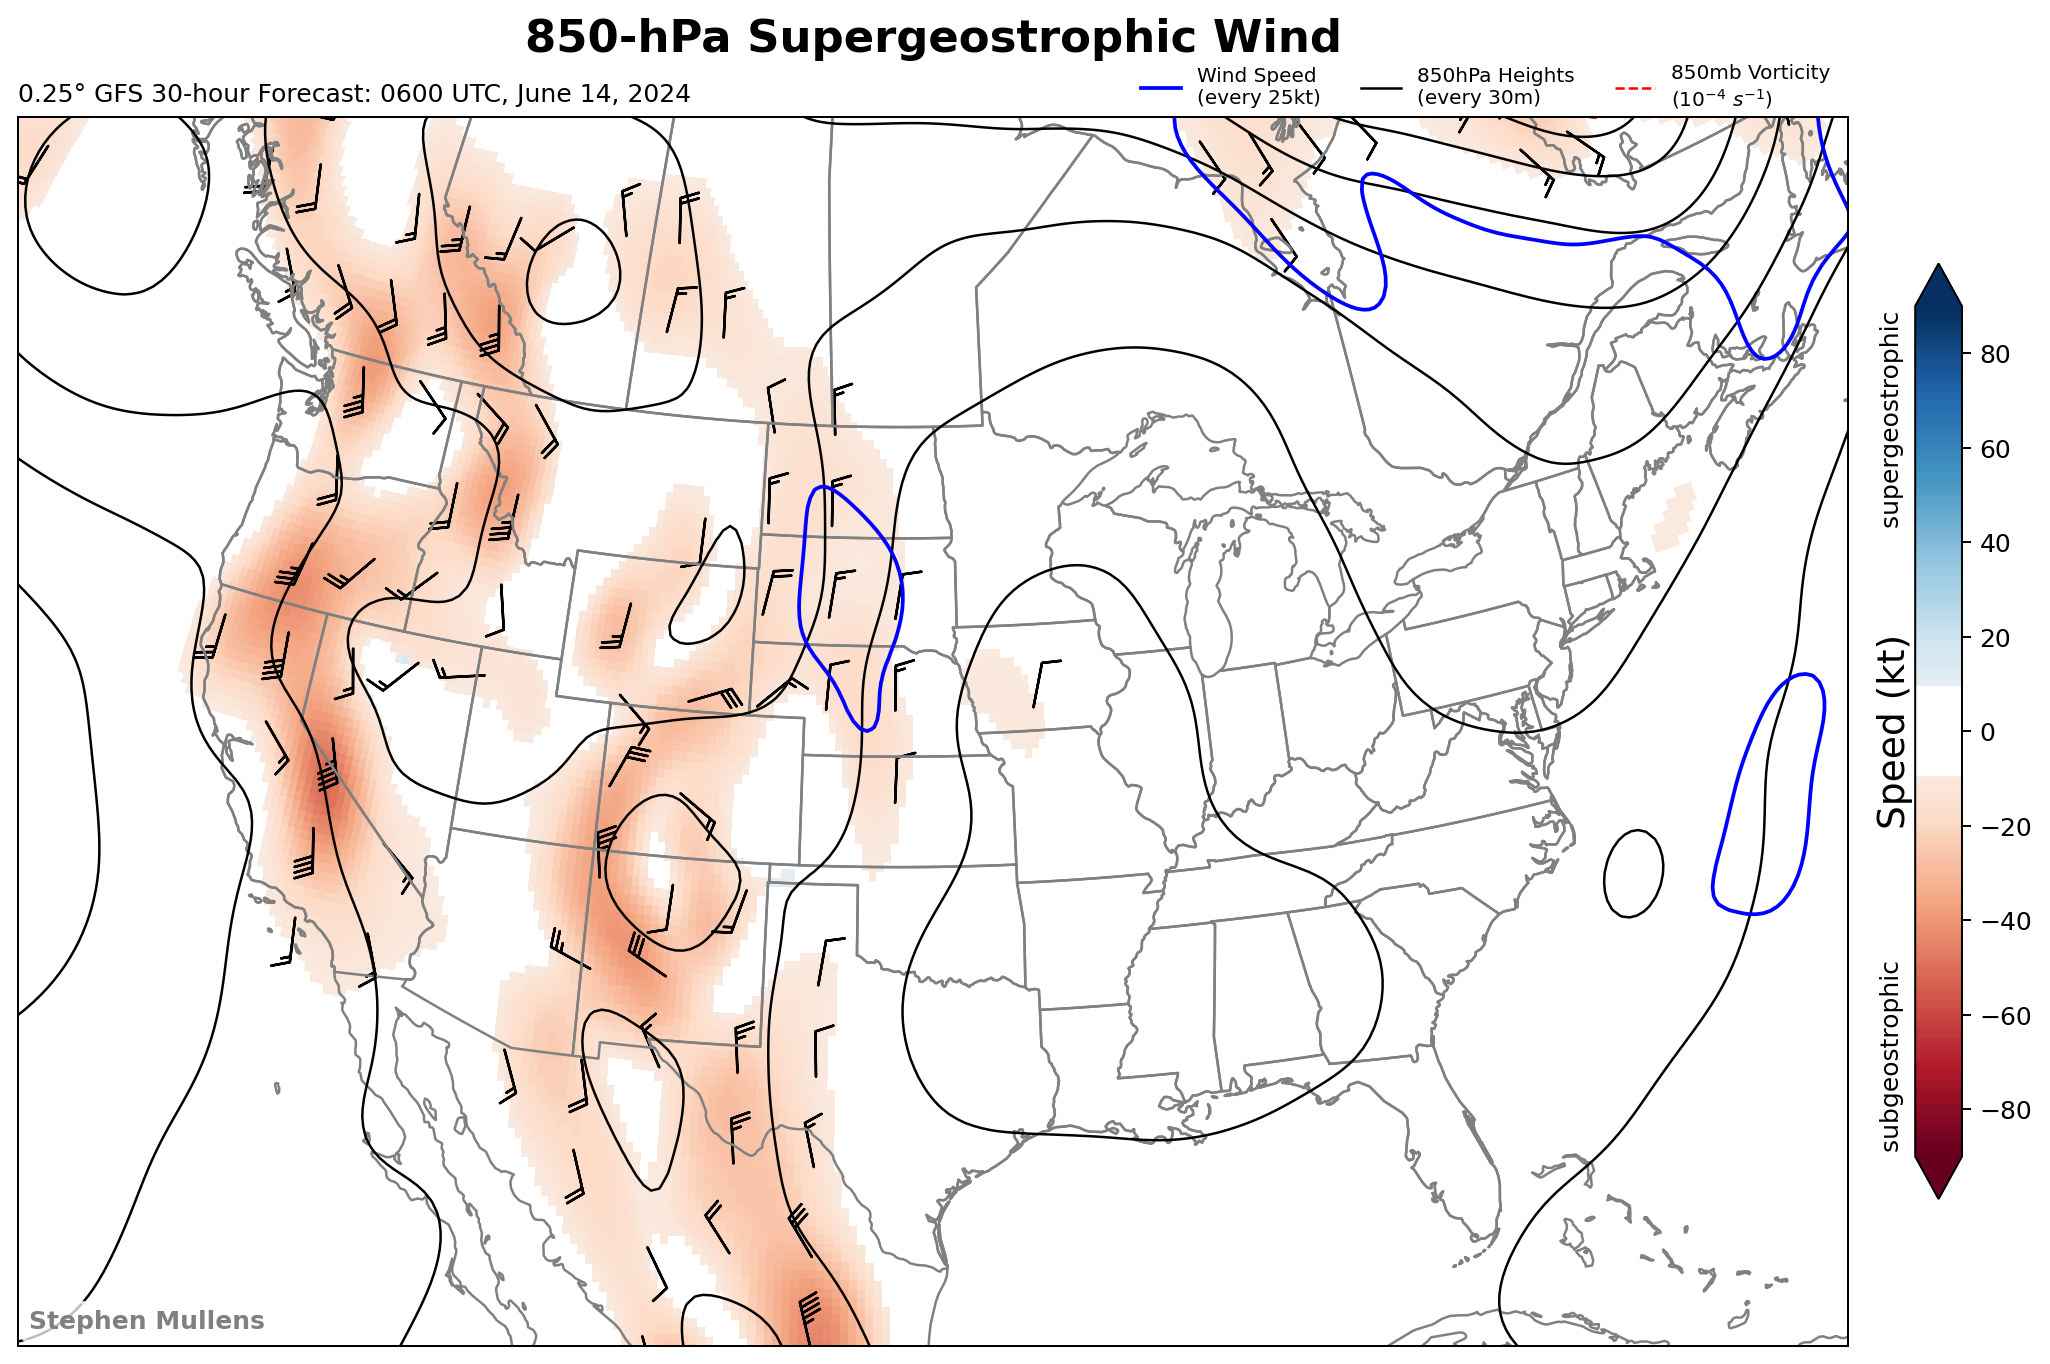 850-hPa Supergeostrophic Wind
0.25° GFS 30-hour Forecast: 0600 UTC, June 14, 2024
Wind Speed
(every 25kt)
850hPa Heights
(every 30m)
850mb Vorticity
(10⁻⁴ s⁻¹)
supergeostrophic
Speed (kt)
subgeostrophic
80
60
40
20
0
−20
−40
−60
−80
Stephen Mullens